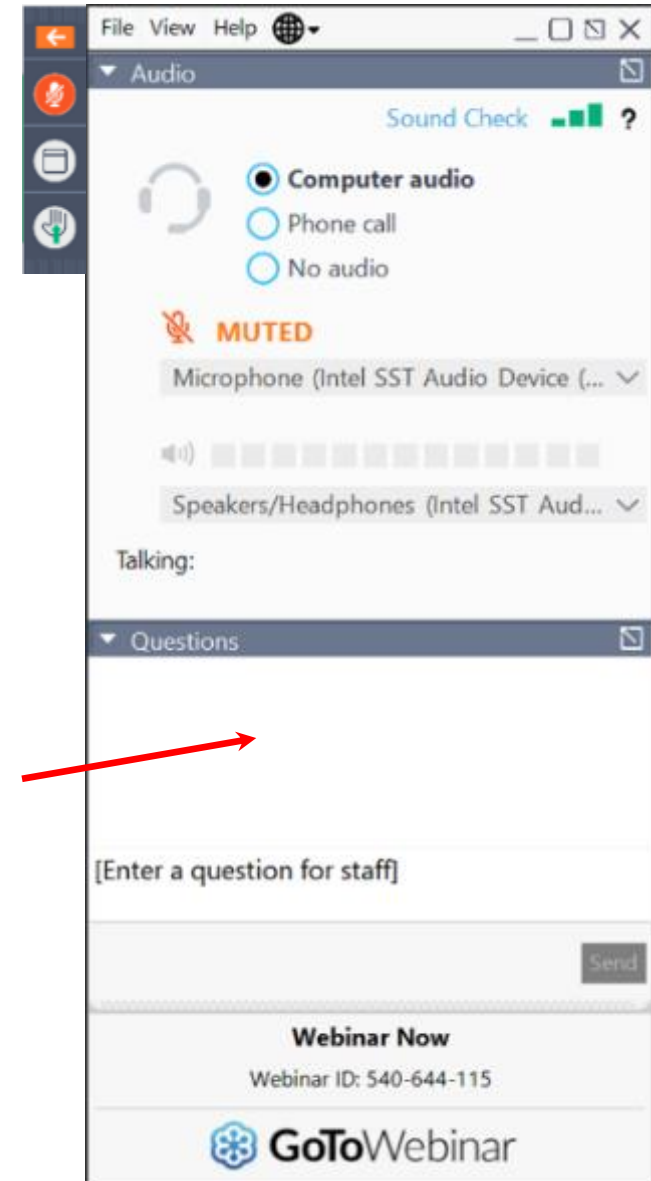 File View Help
Audio
Sound Check ?
Computer audio
Phone call
No audio
MUTED
Microphone (Intel SST Audio Device (...
Speakers/Headphones (Intel SST Aud...
Talking:
Questions
[Enter a question for staff]
Send
Webinar Now
Webinar ID: 540-644-115
GoToWebinar